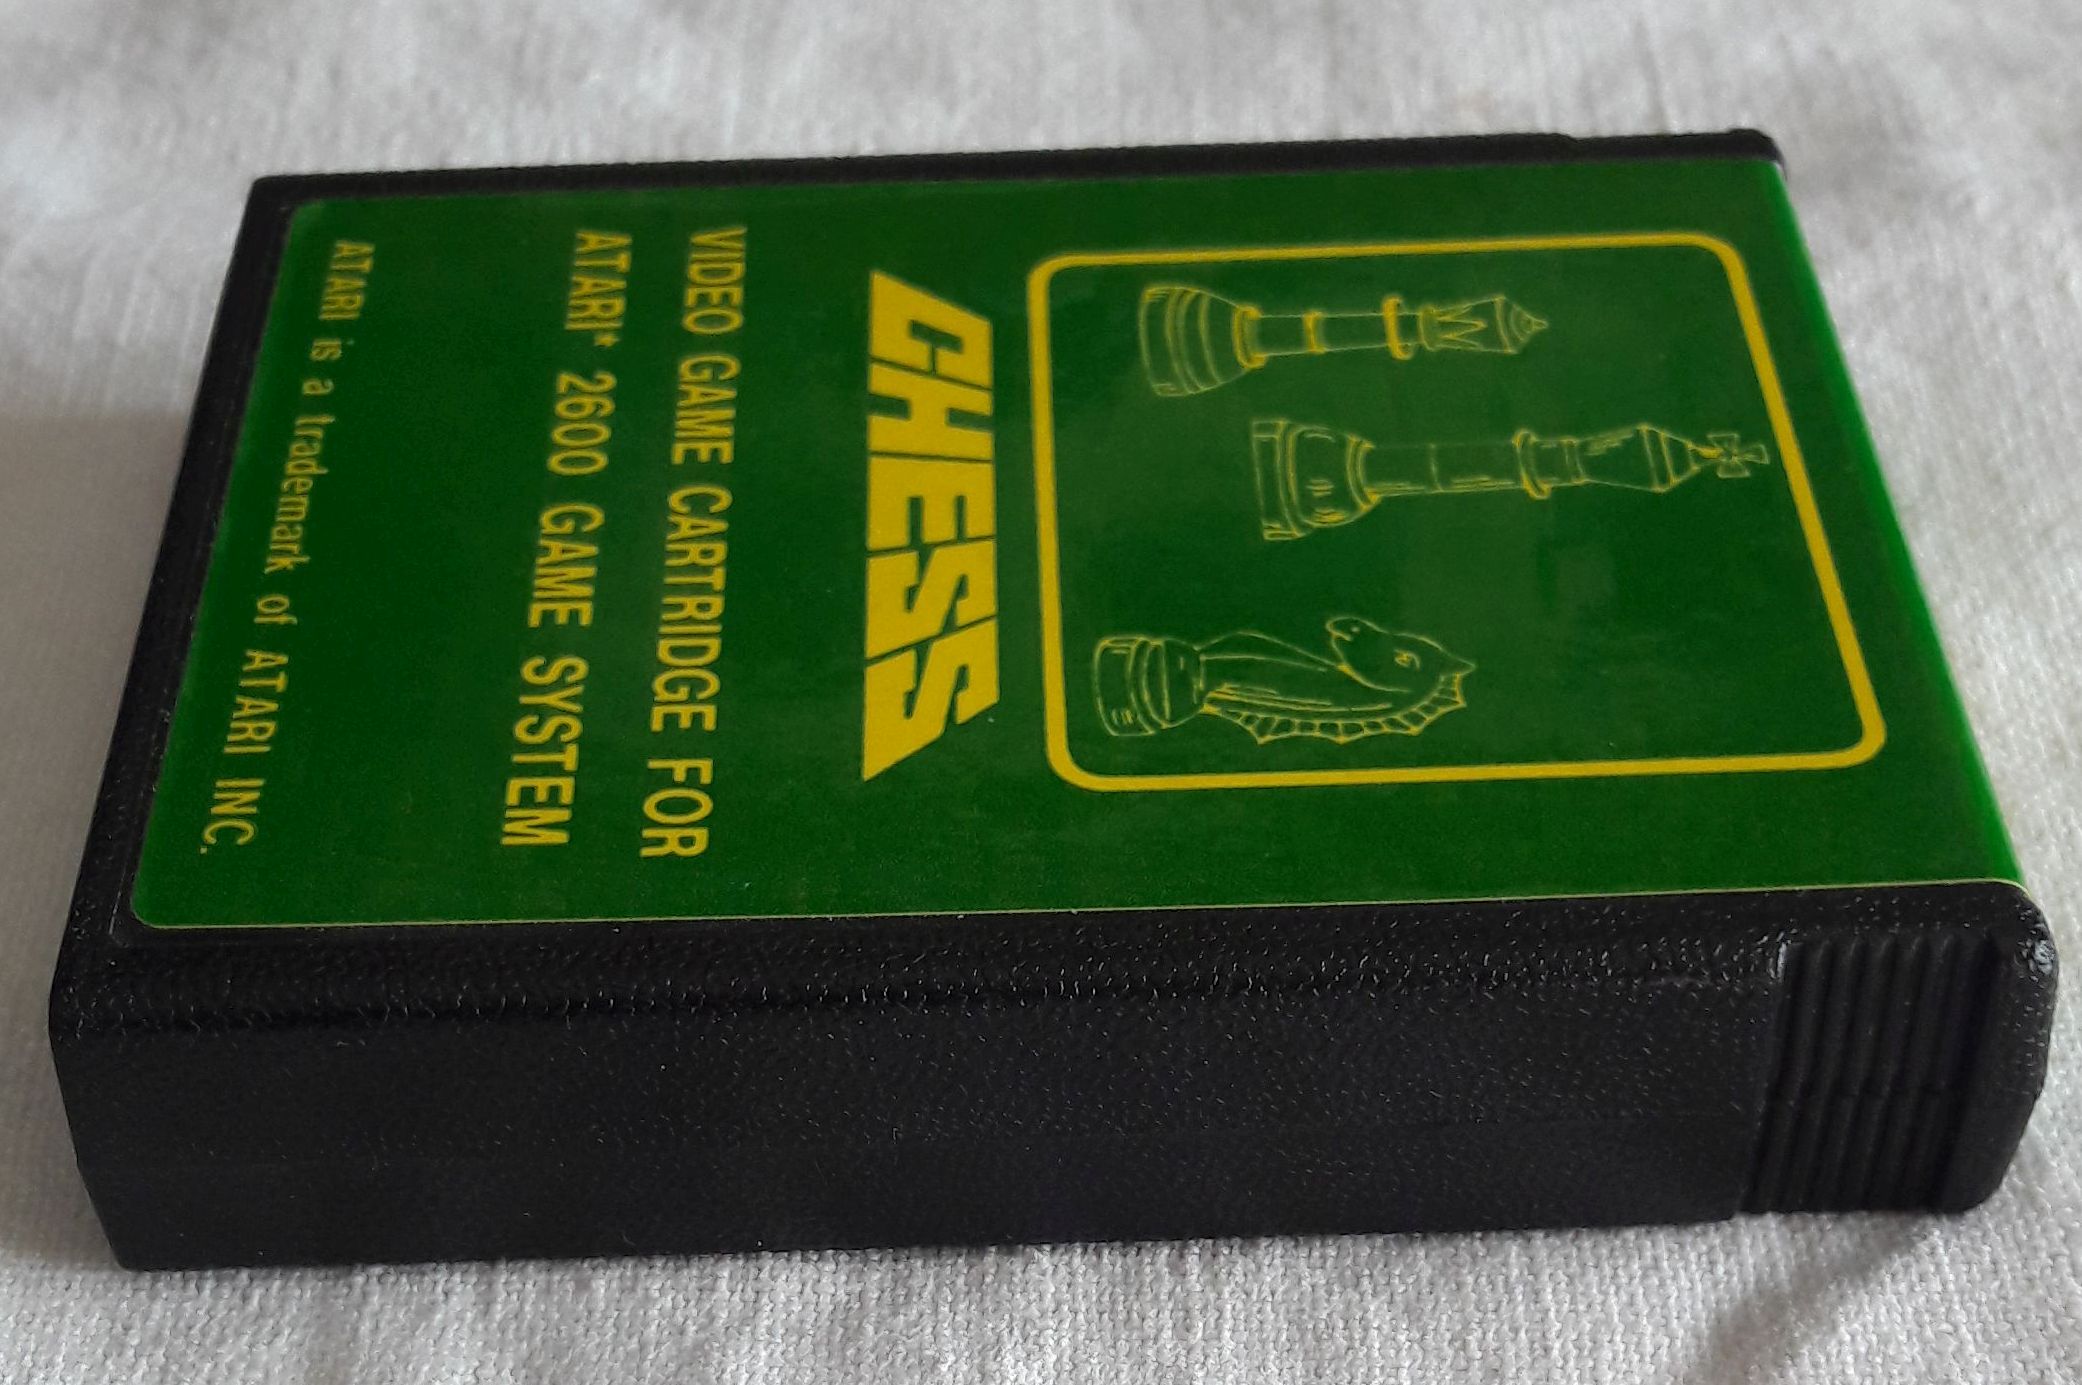 CHESS
VIDEO GAME CARTRIDGE FOR
ATARI* 2600 GAME SYSTEM
ATARI is a trademark of ATARI INC.